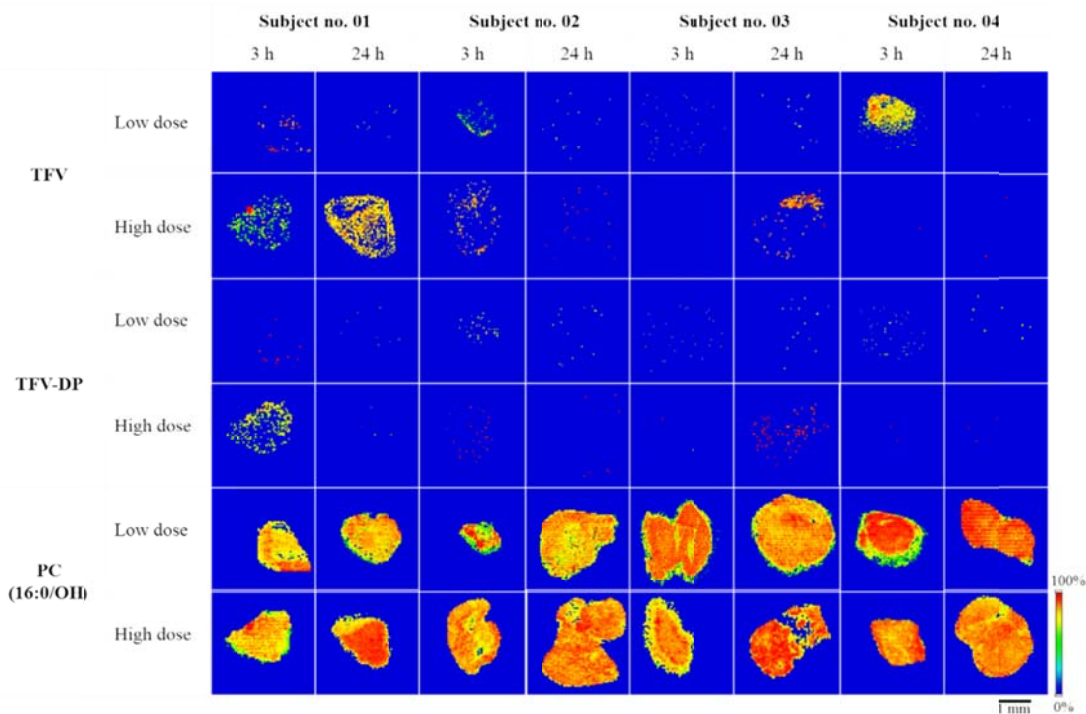 Subject no. 01 Subject no. 02 Subject no. 03 Subject no. 04
3 h 24 h 3 h 24 h 3 h 24 h 3 h 24 h
Low dose
TFV
High dose
Low dose
TFV-DP
High dose
Low dose
PC
(16:0/OH)
100%
High dose
0%
1 mm